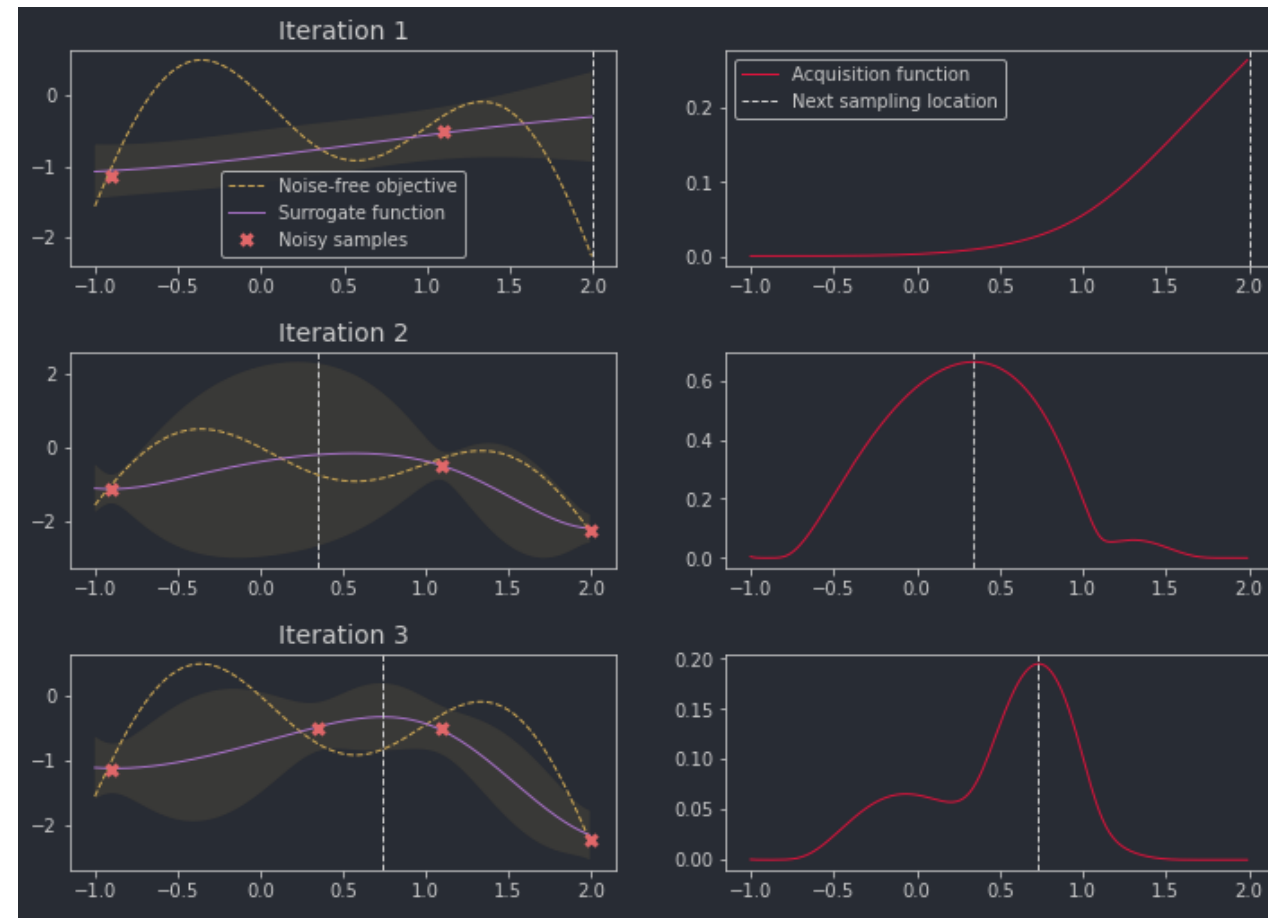 Iteration 1
0
−1
−2
Noise-free objective
Surrogate function
Noisy samples
−1.0 −0.5 0.0 0.5 1.0 1.5 2.0
Acquisition function
Next sampling location
0.2
0.1
0.0
−1.0 −0.5 0.0 0.5 1.0 1.5 2.0
Iteration 2
2
0
−2
−1.0 −0.5 0.0 0.5 1.0 1.5 2.0
0.6
0.4
0.2
0.0
−1.0 −0.5 0.0 0.5 1.0 1.5 2.0
Iteration 3
0
−1
−2
−1.0 −0.5 0.0 0.5 1.0 1.5 2.0
0.20
0.15
0.10
0.05
0.00
−1.0 −0.5 0.0 0.5 1.0 1.5 2.0